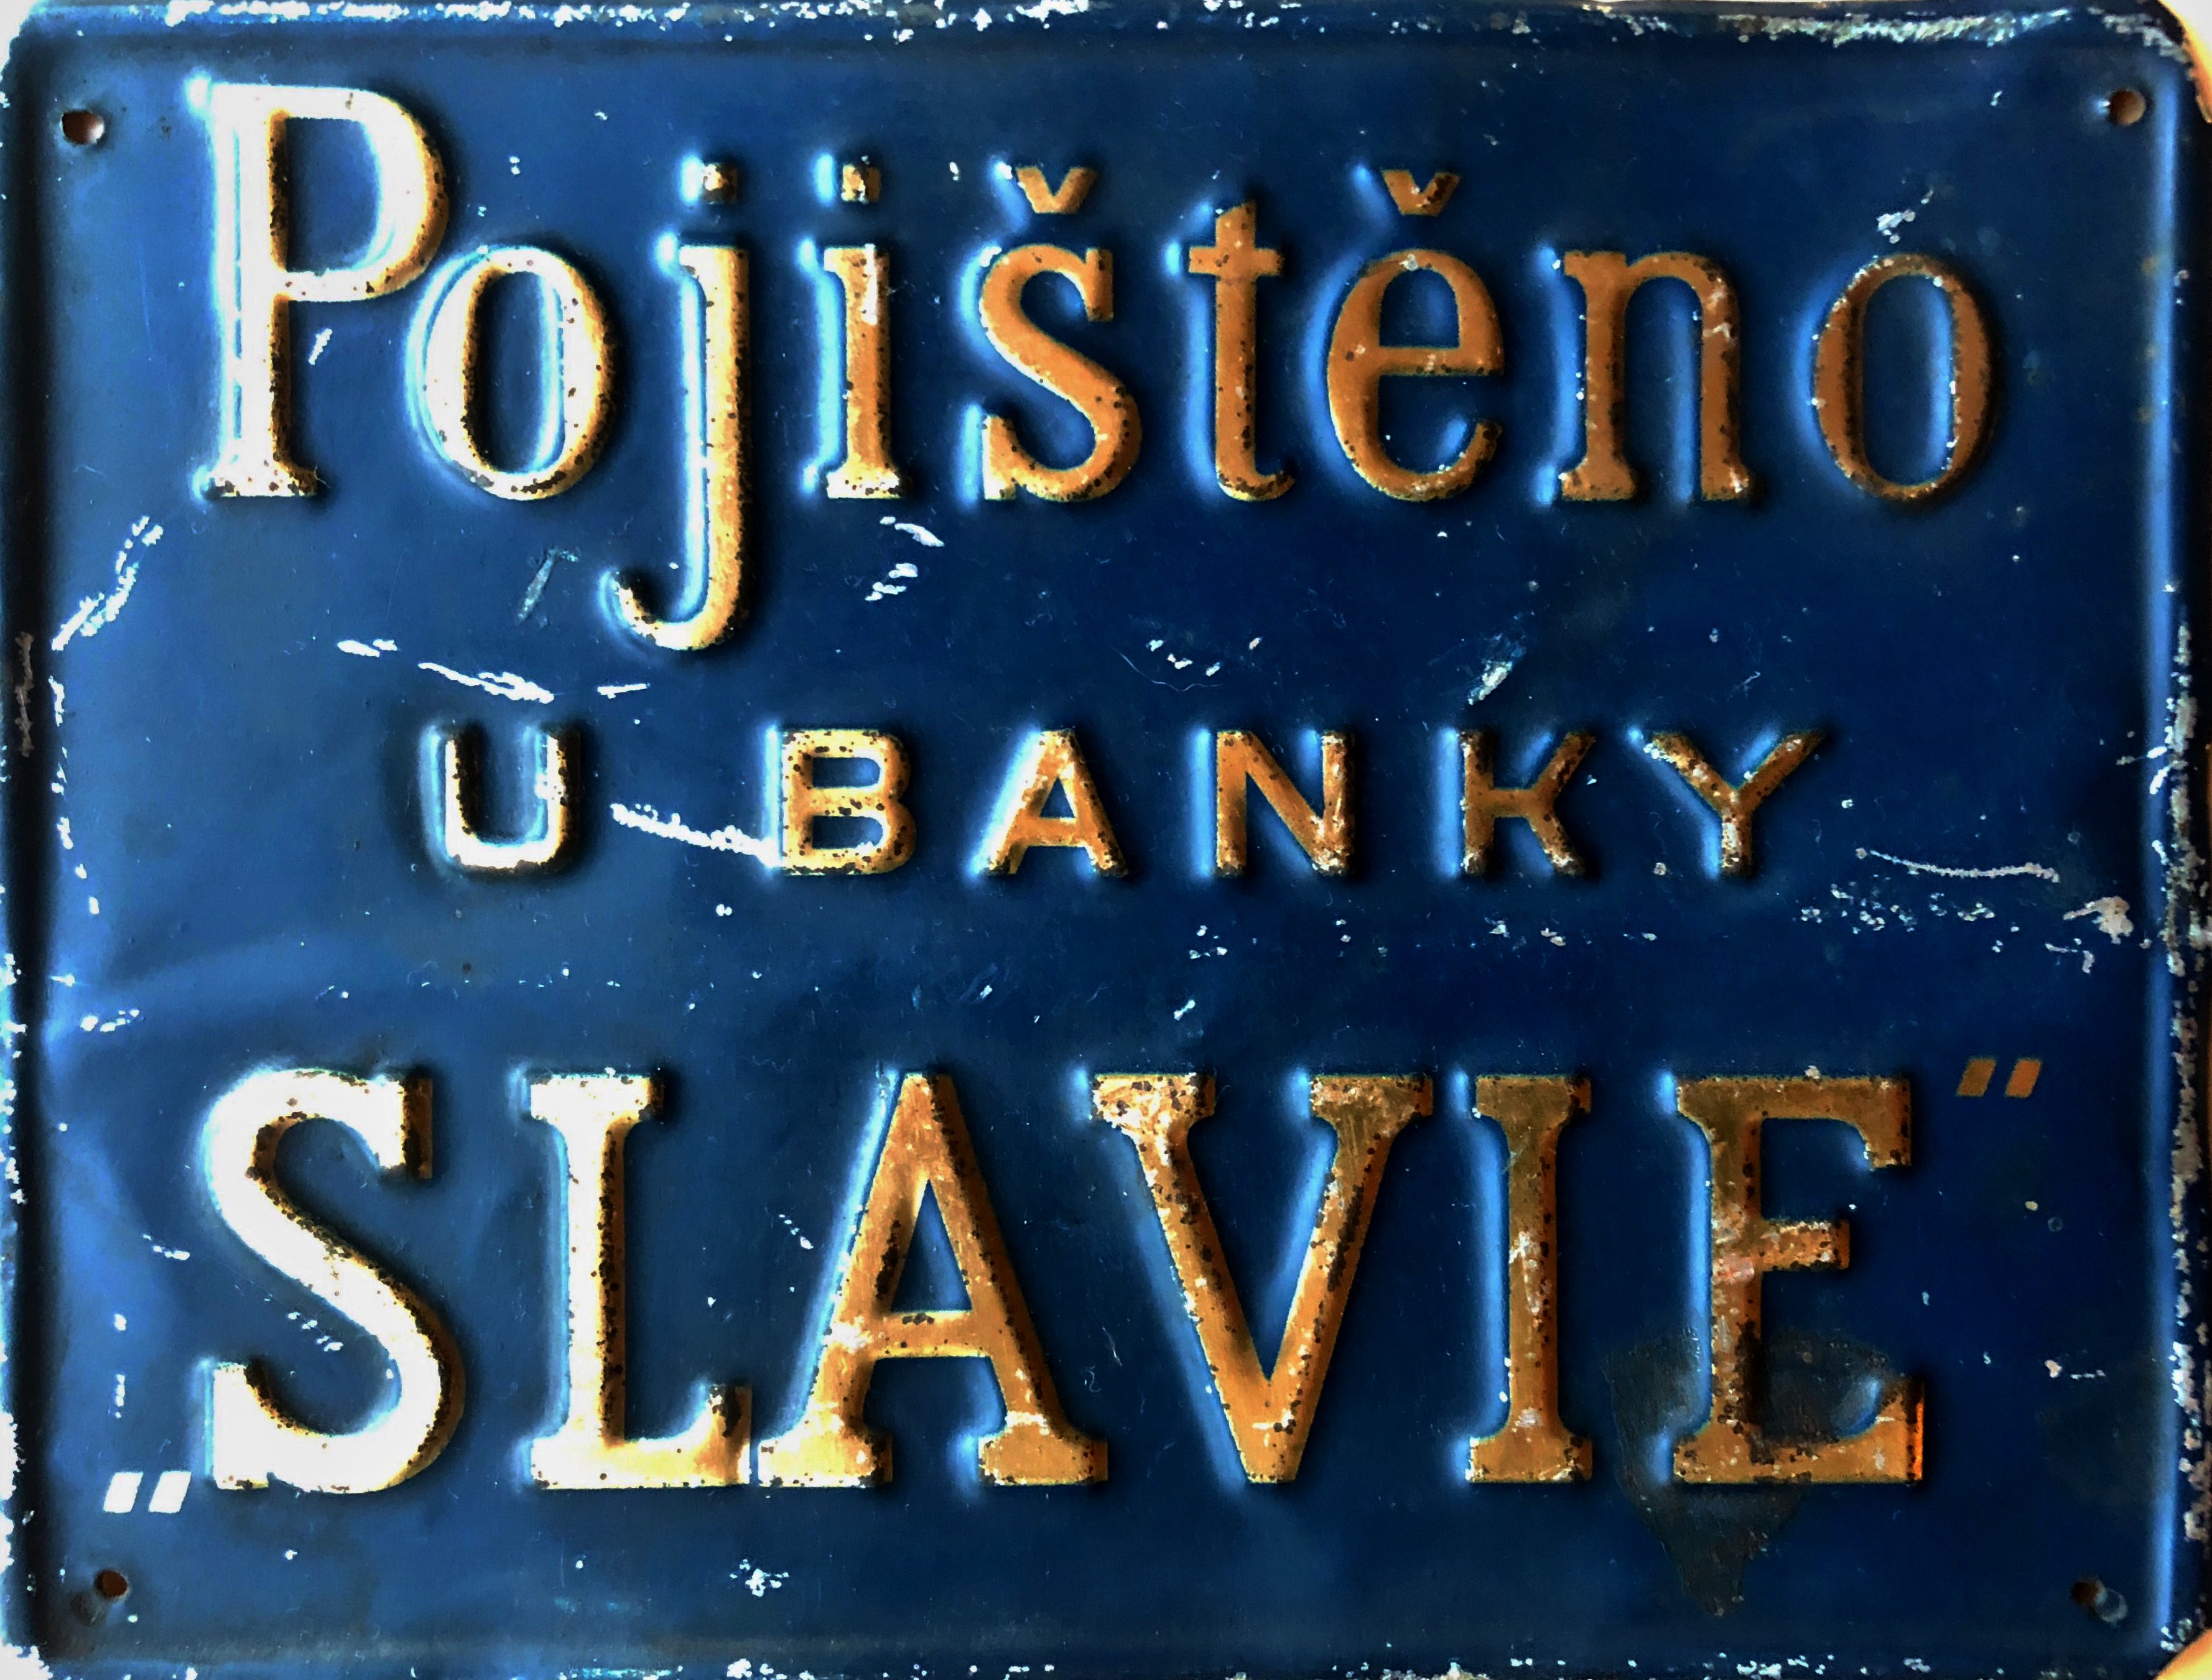 Pojištěno
U BANKY
„SLAVIE"